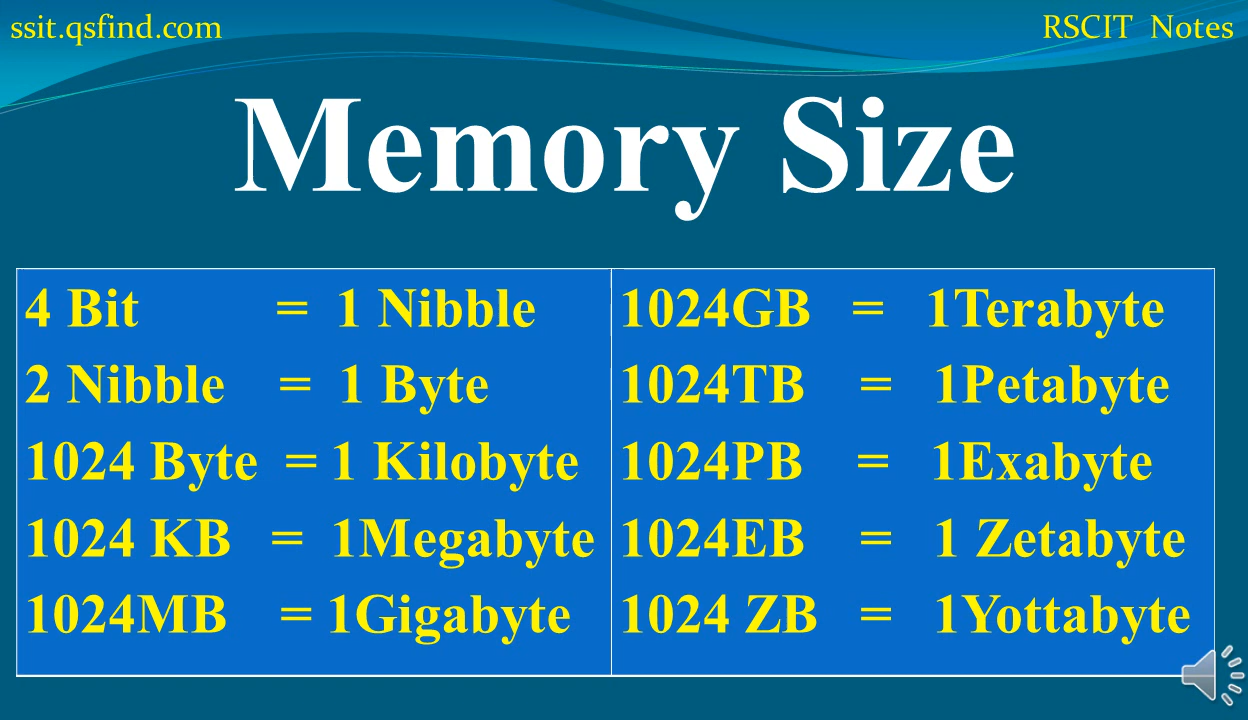 ssit.qsfind.com
RSCIT Notes
Memory Size
4 Bit = 1 Nibble
2 Nibble = 1 Byte
1024 Byte = 1 Kilobyte
1024 KB = 1Megabyte
1024MB = 1Gigabyte
1024GB = 1Terabyte
1024TB = 1Petabyte
1024PB = 1Exabyte
1024EB = 1 Zetabyte
1024 ZB = 1Yottabyte